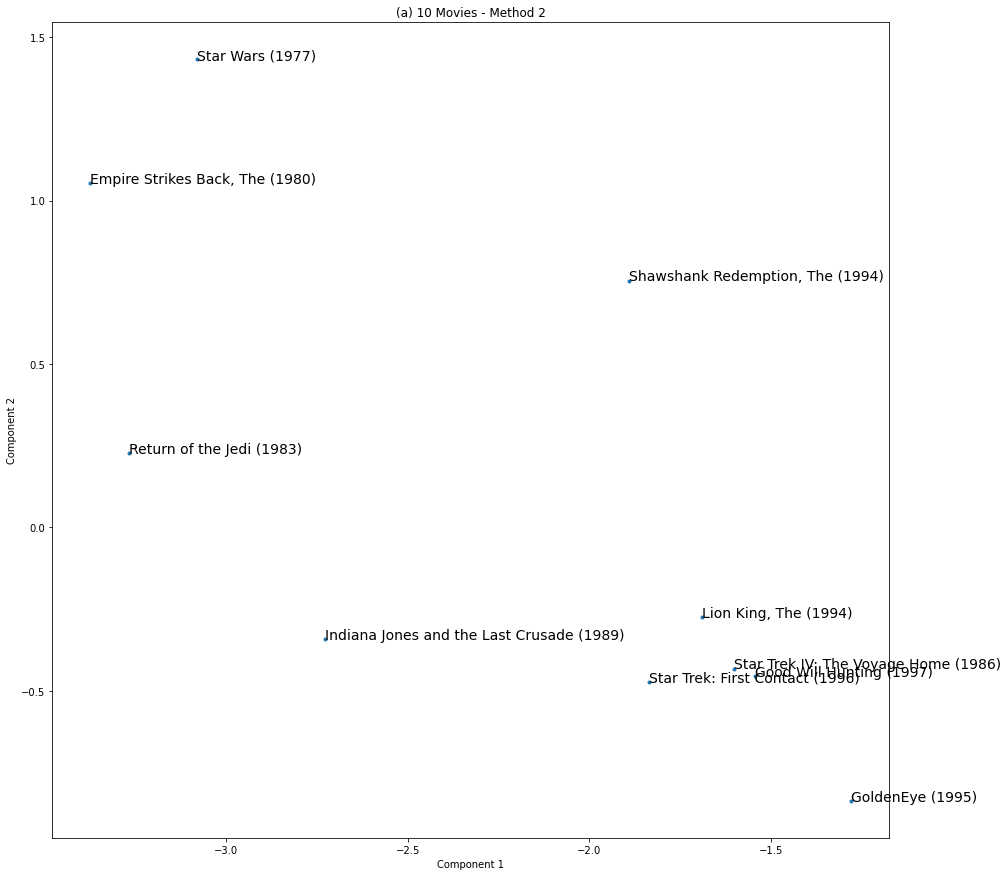 (a) 10 Movies - Method 2
1.5
Star Wars (1977)
Empire Strikes Back, The (1980)
1.0
Shawshank Redemption, The (1994)
0.5
Component 2
Return of the Jedi (1983)
0.0
Lion King, The (1994)
Indiana Jones and the Last Crusade (1989)
Star Trek IV: The Voyage Home (1986)
Good Will Hunting (1997)
Star Trek: First Contact (1996)
−0.5
GoldenEye (1995)
−3.0 −2.5 −2.0 −1.5
Component 1